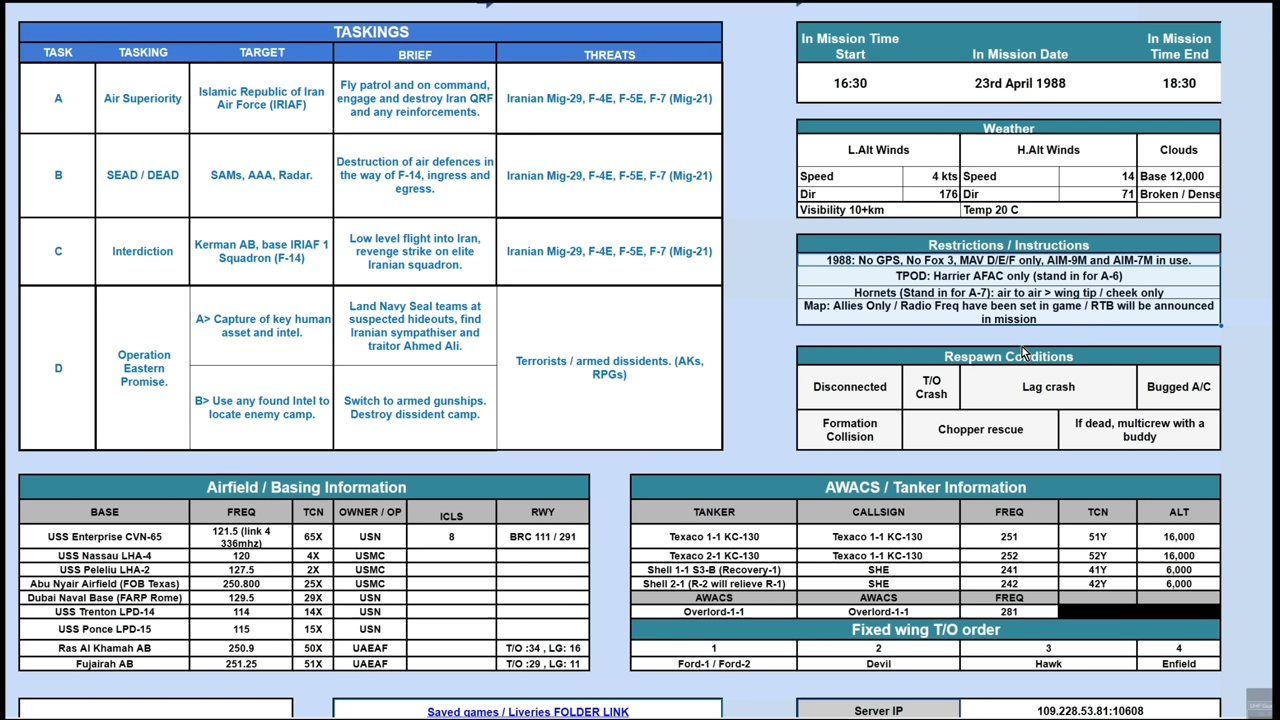 TASKINGS
TASK TASKING TARGET BRIEF THREATS
A Air Superiority Islamic Republic of Iran Air Force (IRIAF) Fly patrol and on command, engage and destroy Iran QRF and any reinforcements. Iranian Mig-29, F-4E, F-5E, F-7 (Mig-21)
B SEAD / DEAD SAMs, AAA, Radar. Destruction of air defences in the way of F-14, ingress and egress. Iranian Mig-29, F-4E, F-5E, F-7 (Mig-21)
C Interdiction Kerman AB, base IRIAF 1 Squadron (F-14) Low level flight into Iran, revenge strike on elite Iranian squadron. Iranian Mig-29, F-4E, F-5E, F-7 (Mig-21)
D Operation Eastern Promise. A> Capture of key human asset and intel. Land Navy Seal teams at suspected hideouts, find Iranian sympathiser and traitor Ahmed Ali. Terrorists / armed dissidents. (AKs, RPGs)
B> Use any found Intel to locate enemy camp. Switch to armed gunships. Destroy dissident camp.
In Mission Time Start In Mission Date In Mission Time End
16:30 23rd April 1988 18:30
Weather
L.Alt Winds H.Alt Winds Clouds
Speed 4 kts Speed 14 Base 12,000
Dir 176 Dir 71 Broken / Dense
Visibility 10+km Temp 20 C
Restrictions / Instructions
1988: No GPS, No Fox 3, MAV D/E/F only, AIM-9M and AIM-7M in use.
TPOD: Harrier AFAC only (stand in for A-6)
Hornets (Stand in for A-7): air to air > wing tip / cheek only
Map: Allies Only / Radio Freq have been set in game / RTB will be announced
in mission
Respawn Conditions
Disconnected T/O Crash Lag crash Bugged A/C
Formation Collision Chopper rescue If dead, multicrew with a buddy
Airfield / Basing Information
BASE FREQ TCN OWNER / OP ICLS RWY
USS Enterprise CVN-65 121.5 (link 4 336mhz) 65X USN 8 BRC 111 / 291
USS Nassau LHA-4 120 4X USMC
USS Peleliu LHA-2 127.5 2X USMC
Abu Nyair Airfield (FOB Texas) 250.800 25X USMC
Dubai Naval Base (FARP Rome) 129.5 29X USN
USS Trenton LPD-14 114 14X USN
USS Ponce LPD-15 115 15X USN
Ras Al Khamah AB 250.9 50X UAEAF T/O :34 , LG: 16
Fujairah AB 251.25 51X UAEAF T/O :29 , LG: 11
AWACS / Tanker Information
TANKER CALLSIGN FREQ TCN ALT
Texaco 1-1 KC-130 Texaco 1-1 KC-130 251 51Y 16,000
Texaco 2-1 KC-130 Texaco 1-1 KC-130 252 52Y 16,000
Shell 1-1 S3-B (Recovery-1) SHE 241 41Y 6,000
Shell 2-1 (R-2 will relieve R-1) SHE 242 42Y 6,000
AWACS AWACS FREQ
Overlord-1-1 Overlord-1-1 281
Fixed wing T/O order
1 2 3 4
Ford-1 / Ford-2 Devil Hawk Enfield
Saved games / Liveries FOLDER LINK
Server IP 109.228.53.81:10608